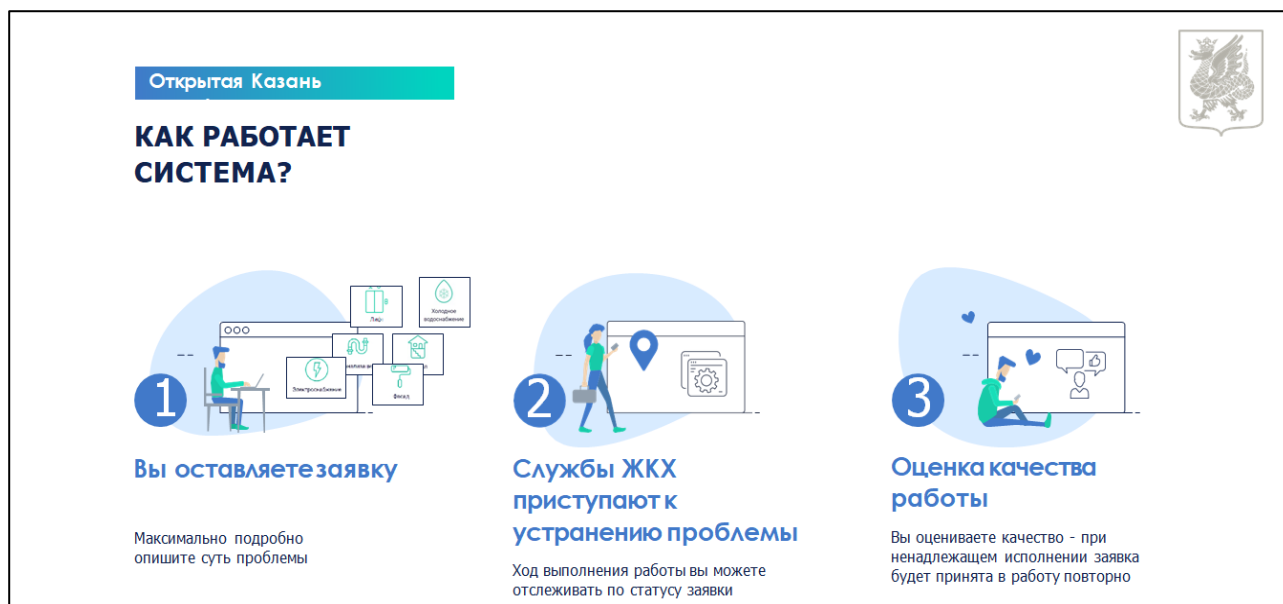 Открытая Казань
КАК РАБОТАЕТ
СИСТЕМА?
Лифт
Холодное
водоснабжение
Электроснабжение
Фасад
1
2
3
Вы оставляете заявку
Максимально подробно
опишите суть проблемы
Службы ЖКХ
приступают к
устранению проблемы
Ход выполнения работы вы можете
отслеживать по статусу заявки
Оценка качества
работы
Вы оцениваете качество - при
ненадлежащем исполнении заявка
будет принята в работу повторно